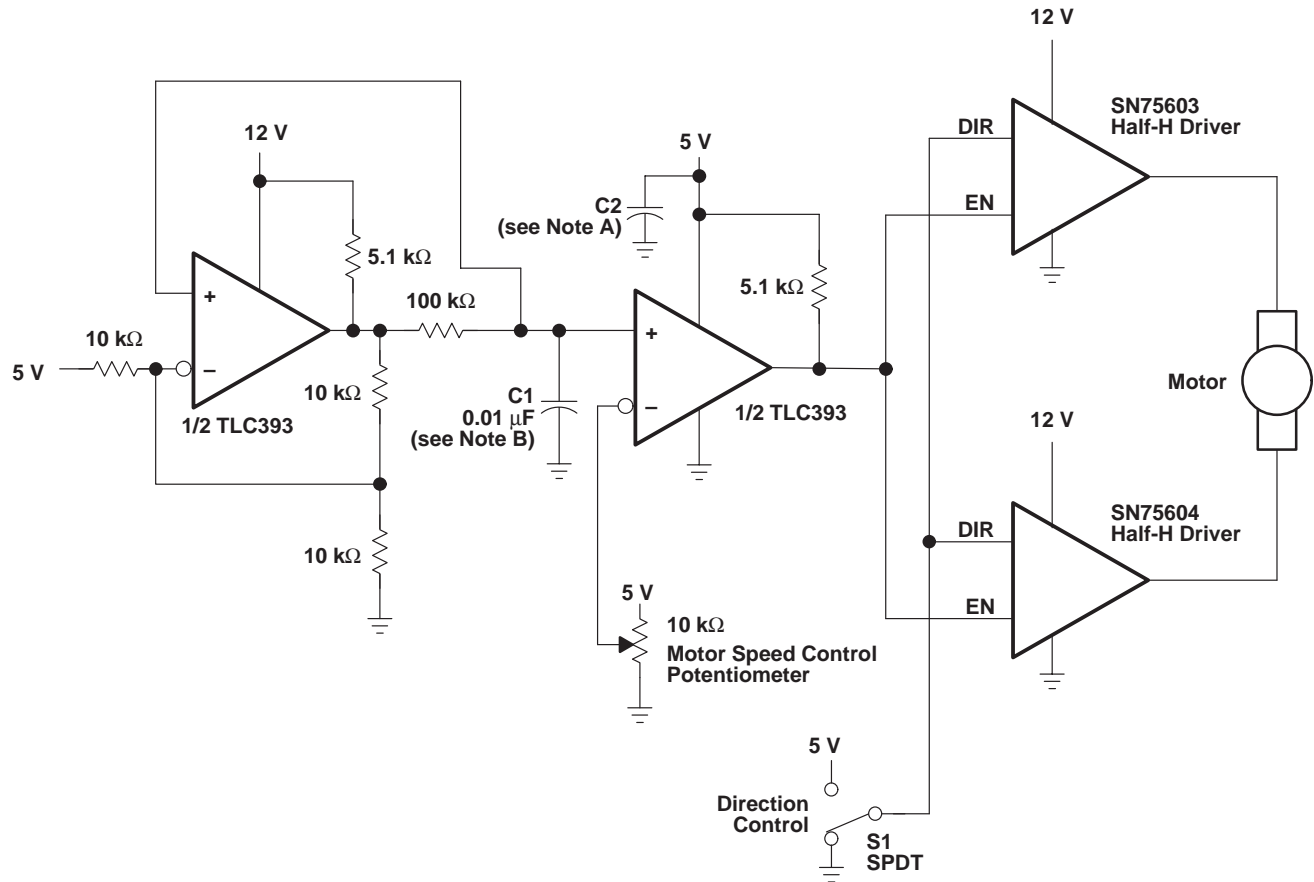 12 V
SN75603
Half-H Driver
DIR
EN
12 V
5 V
C2
(see Note A)
5.1 kΩ
5.1 kΩ
100 kΩ
+
−
10 kΩ
5 V
1/2 TLC393
10 kΩ
10 kΩ
C1
0.01 μF
(see Note B)
+
−
1/2 TLC393
Motor
12 V
SN75604
Half-H Driver
DIR
EN
5 V
10 kΩ
Motor Speed Control
Potentiometer
5 V
Direction
Control
S1
SPDT